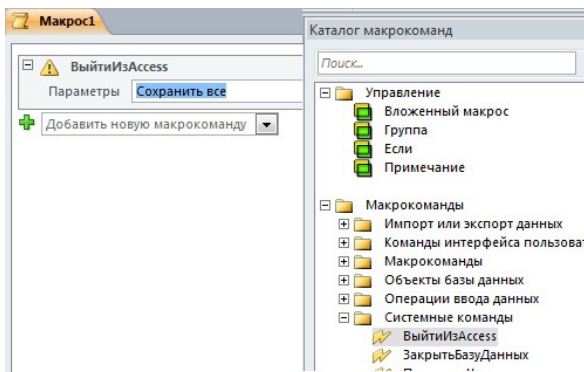 Макрос1
ВыйтиИзAccess
Параметры Сохранить все
Добавить новую макрокоманду
Каталог макрокоманд
Поиск...
Управление
Вложенный макрос
Группа
Если
Примечание
Макрокоманды
Импорт или экспорт данных
Команды интерфейса пользоват
Макрокоманды
Объекты базы данных
Операции ввода данных
Системные команды
ВыйтиИзAccess
ЗакрытьБазуДанных